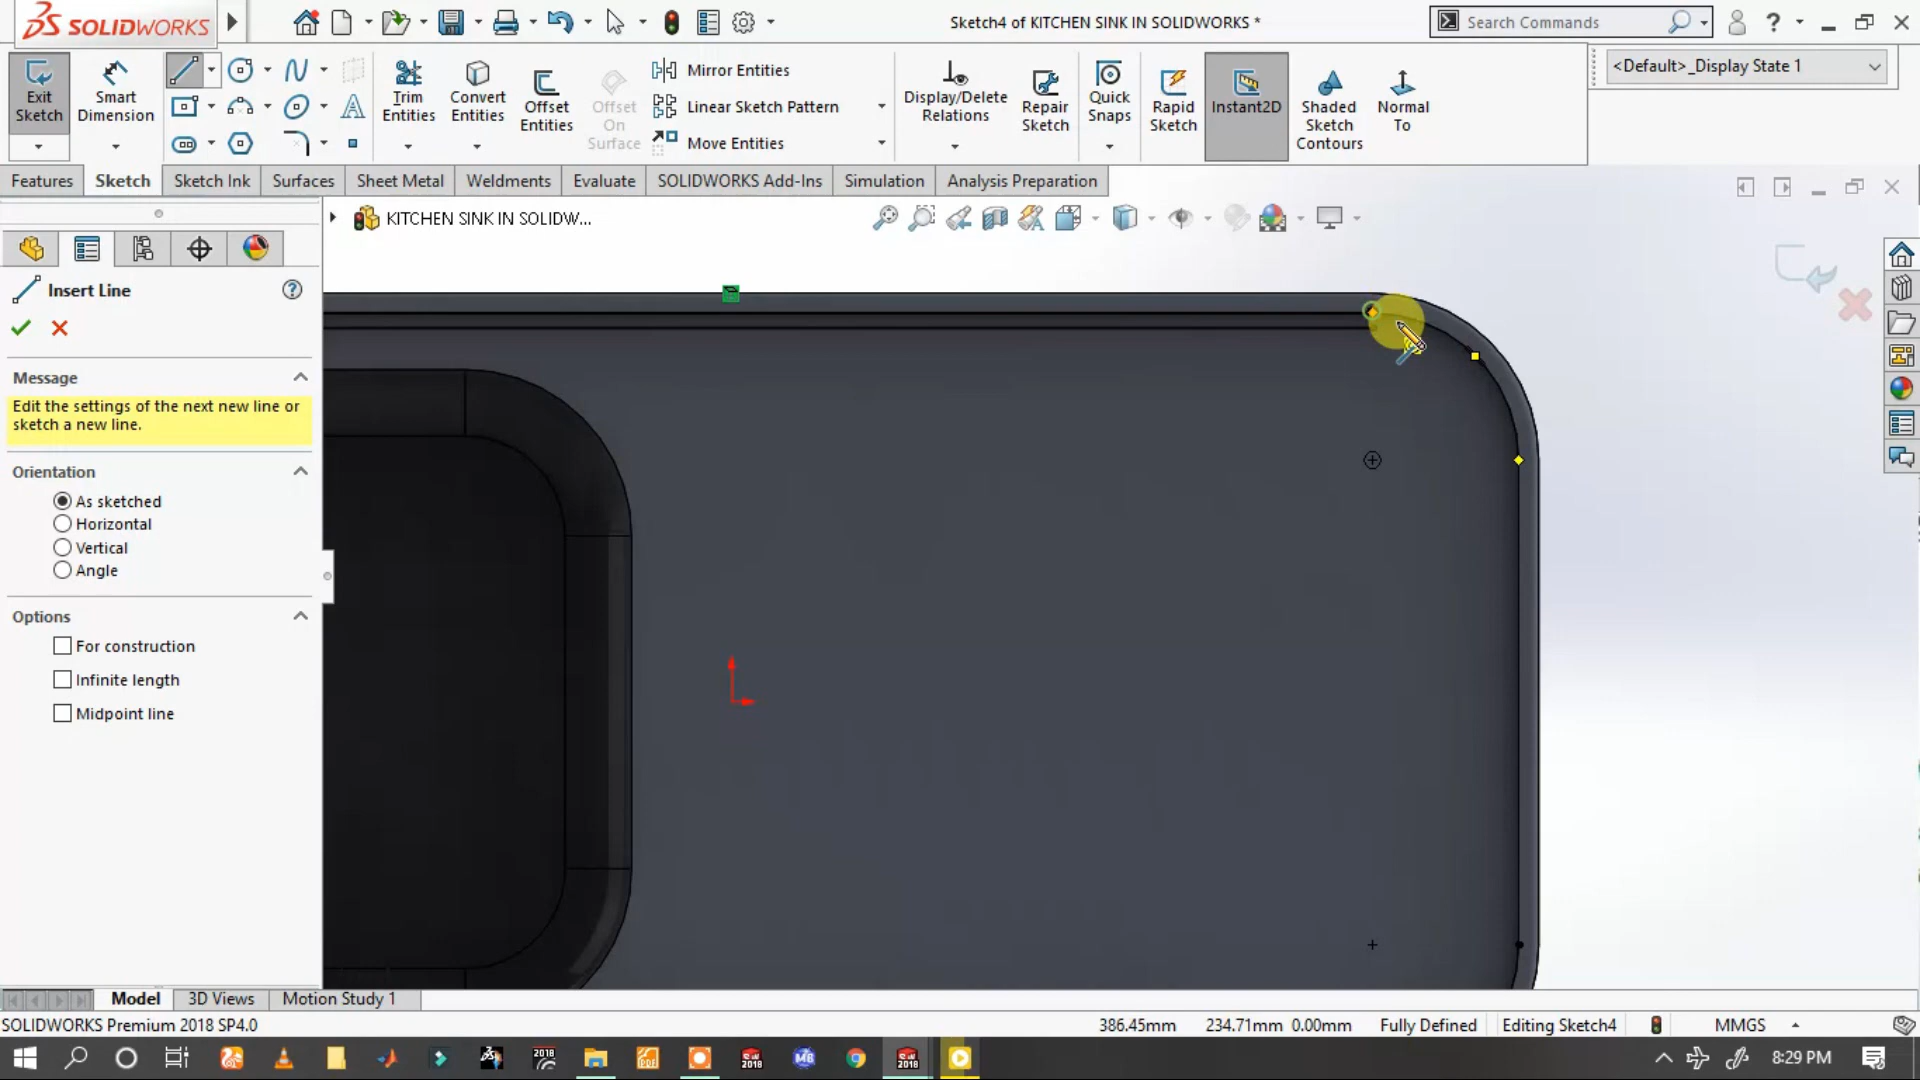 SOLIDWORKS
Sketch4 of KITCHEN SINK IN SOLIDWORKS *
Search Commands
?
Exit Sketch
Smart Dimension
Trim Entities
Convert Entities
Offset Entities
Offset On Surface
Mirror Entities
Linear Sketch Pattern
Move Entities
Display/Delete Relations
Repair Sketch
Quick Snaps
Rapid Sketch
Instant2D
Shaded Sketch Contours
Normal To
<Default>_Display State 1
Features
Sketch
Sketch Ink
Surfaces
Sheet Metal
Weldments
Evaluate
SOLIDWORKS Add-Ins
Simulation
Analysis Preparation
KITCHEN SINK IN SOLIDW...
Insert Line
Message
Edit the settings of the next new line or
sketch a new line.
Orientation
As sketched
Horizontal
Vertical
Angle
Options
For construction
Infinite length
Midpoint line
Model
3D Views
Motion Study 1
SOLIDWORKS Premium 2018 SP4.0
386.45mm
234.71mm
0.00mm
Fully Defined
Editing Sketch4
MMGS
8:29 PM